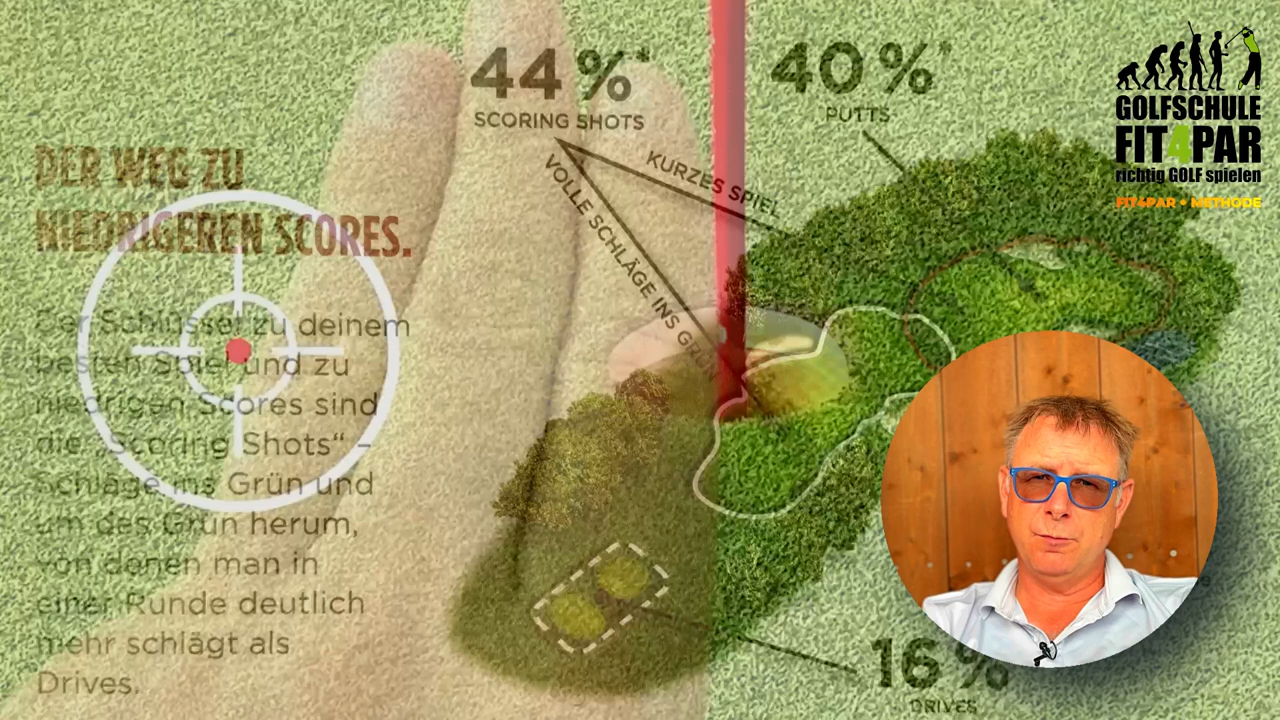 DER WEG ZU
NIEDRIGEREN SCORES.
Der Schlüssel zu deinem
besten Spiel und zu
niedrigen Scores sind
die „Scoring Shots“ –
Schläge ins Grün und
um des Grün herum,
von denen man in
einer Runde deutlich
mehr schlägt als
Drives.
44%*
SCORING SHOTS
KURZES SPIEL
VOLLE SCHLÄGE INS GRÜN
40%*
PUTTS
16%
DRIVES
GOLFSCHULE
FIT4PAR
richtig GOLF spielen
FIT4PAR • METHODE